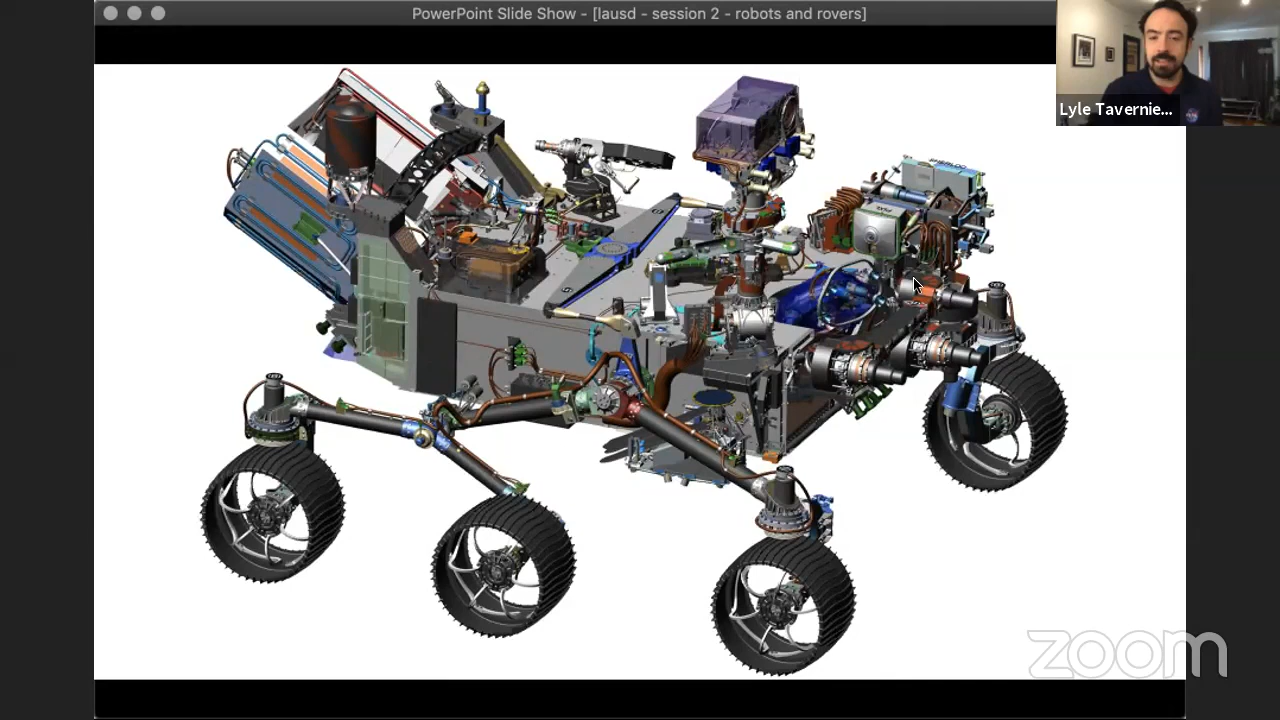 PowerPoint Slide Show - [lausd - session 2 - robots and rovers]
Lyle Tavernie...
zoom